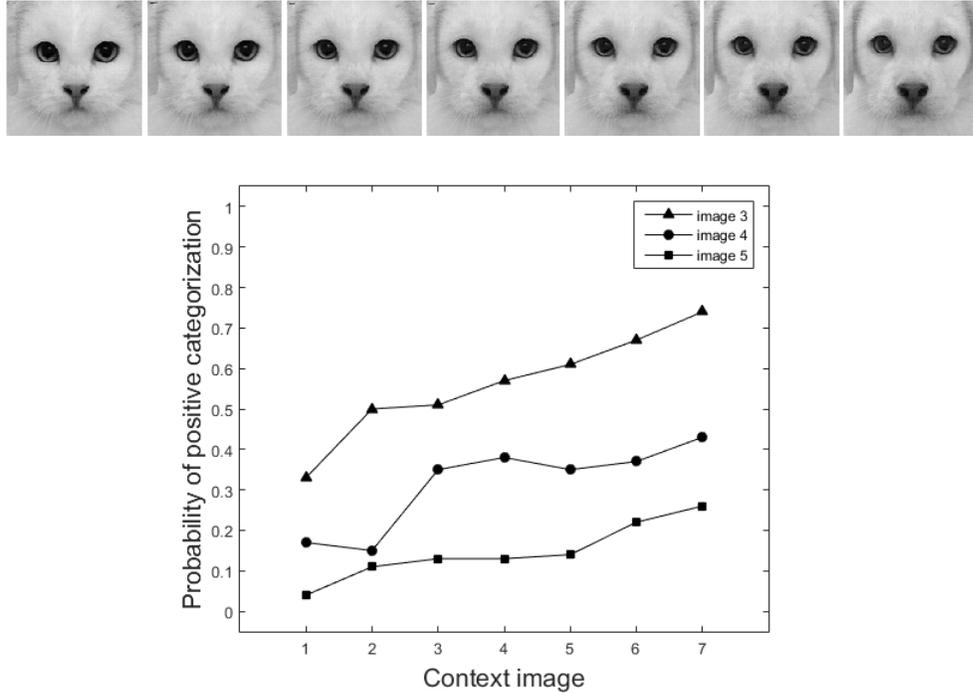 image 3
image 4
image 5
Probability of positive categorization
1
0.9
0.8
0.7
0.6
0.5
0.4
0.3
0.2
0.1
0
1 2 3 4 5 6 7
Context image